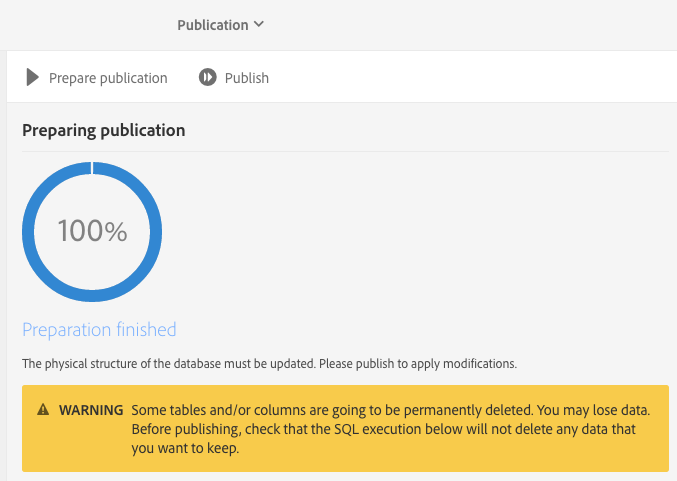 Publication
Prepare publication Publish
Preparing publication
100%
Preparation finished
The physical structure of the database must be updated. Please publish to apply modifications.
WARNING Some tables and/or columns are going to be permanently deleted. You may lose data.
Before publishing, check that the SQL execution below will not delete any data that
you want to keep.